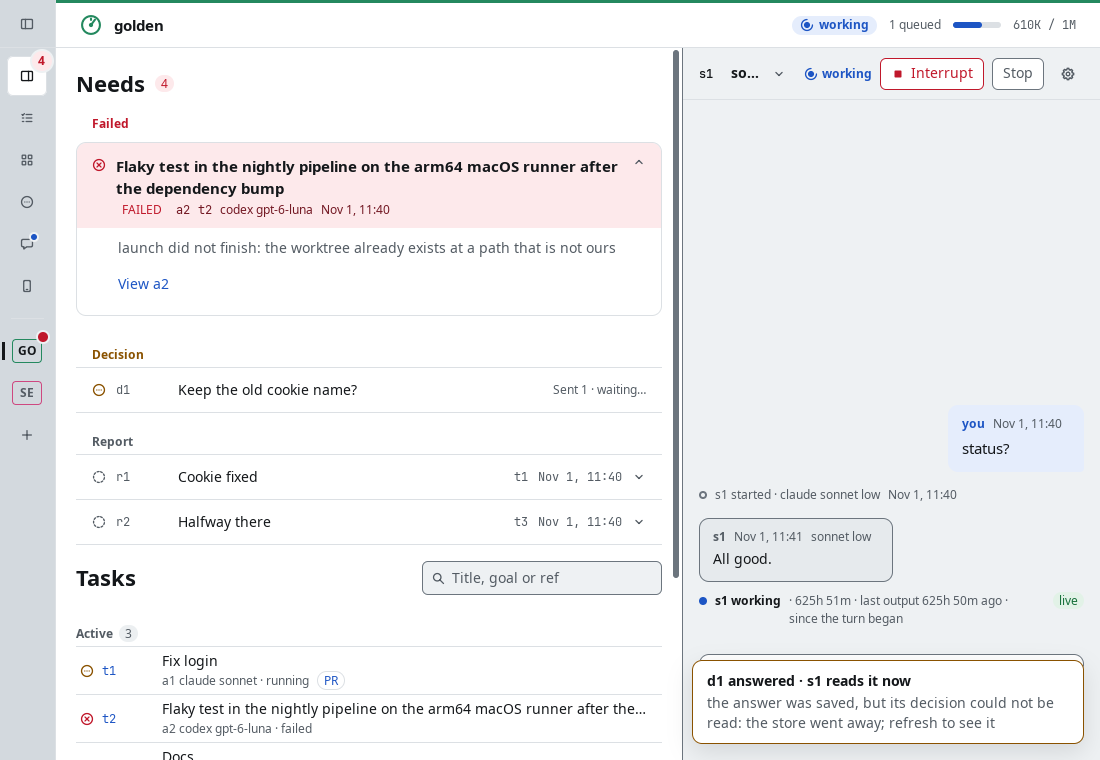 golden
working
1 queued
610K / 1M
4
GO
SE
Needs 4
Failed
Flaky test in the nightly pipeline on the arm64 macOS runner after
the dependency bump
FAILED a2 t2 codex gpt-6-luna Nov 1, 11:40
launch did not finish: the worktree already exists at a path that is not ours
View a2
Decision
d1 Keep the old cookie name? Sent 1 · waiting…
Report
r1 Cookie fixed t1 Nov 1, 11:40
r2 Halfway there t3 Nov 1, 11:40
Tasks
Title, goal or ref
Active 3
t1 Fix login
a1 claude sonnet · running PR
t2 Flaky test in the nightly pipeline on the arm64 macOS runner after the…
a2 codex gpt-6-luna · failed
Docs
s1 so… working Interrupt Stop
you Nov 1, 11:40
status?
s1 started · claude sonnet low Nov 1, 11:40
s1 Nov 1, 11:41 sonnet low
All good.
s1 working · 625h 51m · last output 625h 50m ago · live
since the turn began
d1 answered · s1 reads it now
the answer was saved, but its decision could not be
read: the store went away; refresh to see it